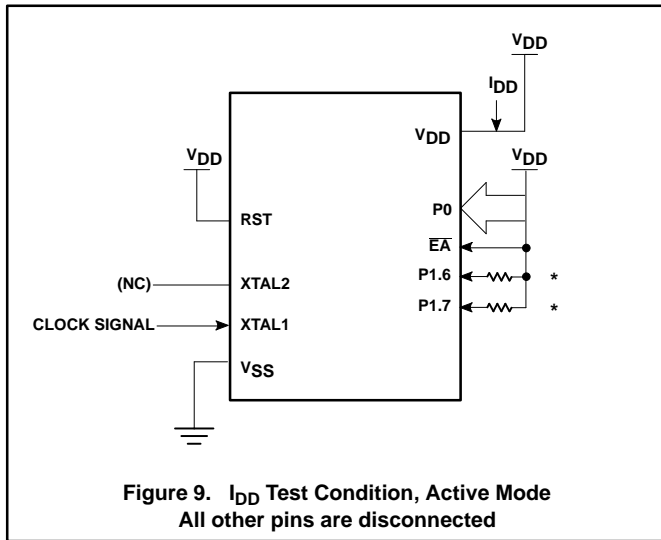 VDD
IDD
VDD
VDD
VDD
RST
P0
EA
P1.6 *
(NC) XTAL2
P1.7 *
CLOCK SIGNAL XTAL1
VSS
Figure 9. IDD Test Condition, Active Mode
All other pins are disconnected